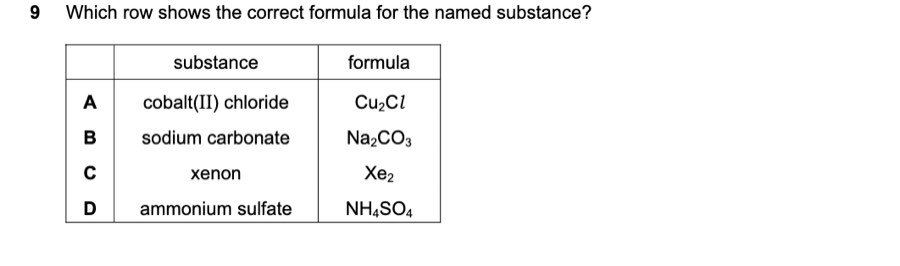 9 Which row shows the correct formula for the named substance?
substance formula
A cobalt(II) chloride Cu₂Cl
B sodium carbonate Na₂CO₃
C xenon Xe₂
D ammonium sulfate NH₄SO₄